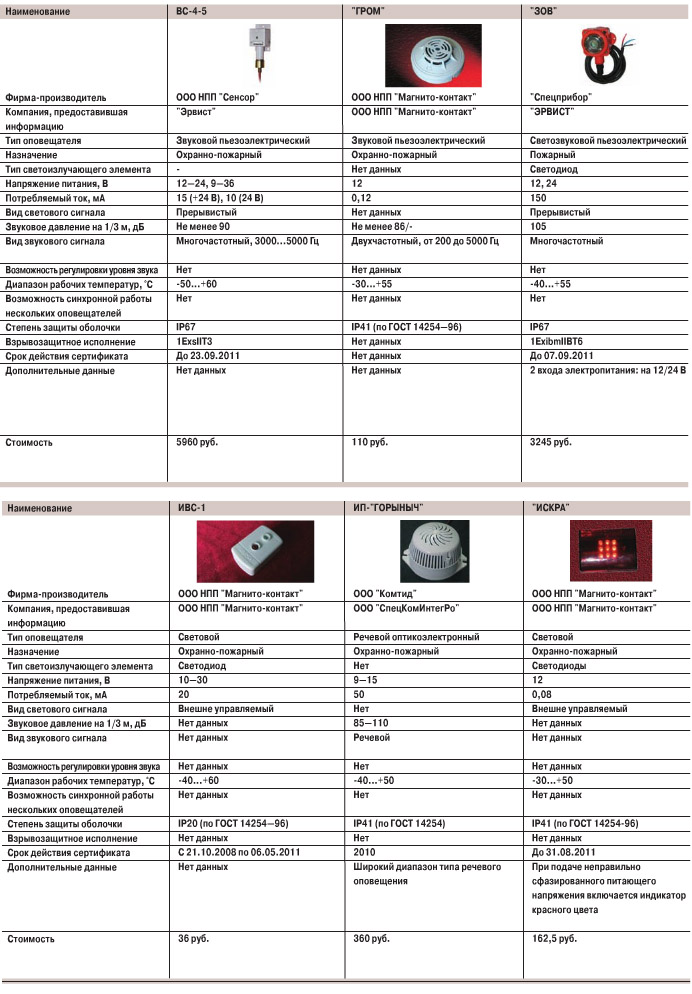 Наименование ВС-4-5 "ГРОМ" "ЗОВ"
Фирма-производитель ООО НПП "Сенсор" ООО НПП "Магнито-контакт" "Спецприбор"
Компания, предоставившая "Эрвист" ООО НПП "Магнито-контакт" "ЭРВИСТ"
информацию
Тип оповещателя Звуковой пьезоэлектрический Звуковой пьезоэлектрический Светозвуковой пьезоэлектрический
Назначение Охранно-пожарный Охранно-пожарный Пожарный
Тип светоизлучающего элемента - Нет данных Светодиод
Напряжение питания, В 12—24, 9—36 12 12, 24
Потребляемый ток, мА 15 (+24 В), 10 (24 В) 0,12 150
Вид светового сигнала Прерывистый Нет данных Прерывистый
Звуковое давление на 1/3 м, дБ Не менее 90 Не менее 86/- 105
Вид звукового сигнала Многочастотный, 3000...5000 Гц Двухчастотный, от 200 до 5000 Гц Многочастотный
Возможность регулировки уровня звука Нет Нет данных Нет
Диапазон рабочих температур, °С -50...+60 -30...+55 -40...+55
Возможность синхронной работы Нет Нет данных Нет
нескольких оповещателей
Степень защиты оболочки IP67 IP41 (по ГОСТ 14254—96) IP67
Взрывозащитное исполнение 1ExsIIT3 Нет данных 1ExibmIIBT6
Срок действия сертификата До 23.09.2011 Нет данных До 07.09.2011
Дополнительные данные Нет данных Нет данных 2 входа электропитания: на 12/24 В
Стоимость 5960 руб. 110 руб. 3245 руб.
Наименование ИВС-1 ИП-"ГОРЫНЫЧ" "ИСКРА"
Фирма-производитель ООО НПП "Магнито-контакт" ООО "Комтид" ООО НПП "Магнито-контакт"
Компания, предоставившая ООО НПП "Магнито-контакт" ООО "СпецКомИнтегРо" ООО НПП "Магнито-контакт"
информацию
Тип оповещателя Световой Речевой оптикоэлектронный Световой
Назначение Охранно-пожарный Охранно-пожарный Охранно-пожарный
Тип светоизлучающего элемента Светодиод Нет Светодиоды
Напряжение питания, В 10—30 9—15 12
Потребляемый ток, мА 20 50 0,08
Вид светового сигнала Внешне управляемый Нет Внешне управляемый
Звуковое давление на 1/3 м, дБ Нет данных 85—110 Нет данных
Вид звукового сигнала Нет данных Речевой Нет данных
Возможность регулировки уровня звука Нет данных Нет Нет данных
Диапазон рабочих температур, °С -40...+60 -40...+50 -30...+50
Возможность синхронной работы Нет данных Нет Нет данных
нескольких оповещателей
Степень защиты оболочки IP20 (по ГОСТ 14254—96) IP41 (по ГОСТ 14254) IP41 (по ГОСТ 14254-96)
Взрывозащитное исполнение Нет данных Нет Нет данных
Срок действия сертификата С 21.10.2008 по 06.05.2011 2010 До 31.08.2011
Дополнительные данные Нет данных Широкий диапазон типа речевого При подаче неправильно
оповещения сфазированного питающего
напряжения включается индикатор
красного цвета
Стоимость 36 руб. 360 руб. 162,5 руб.